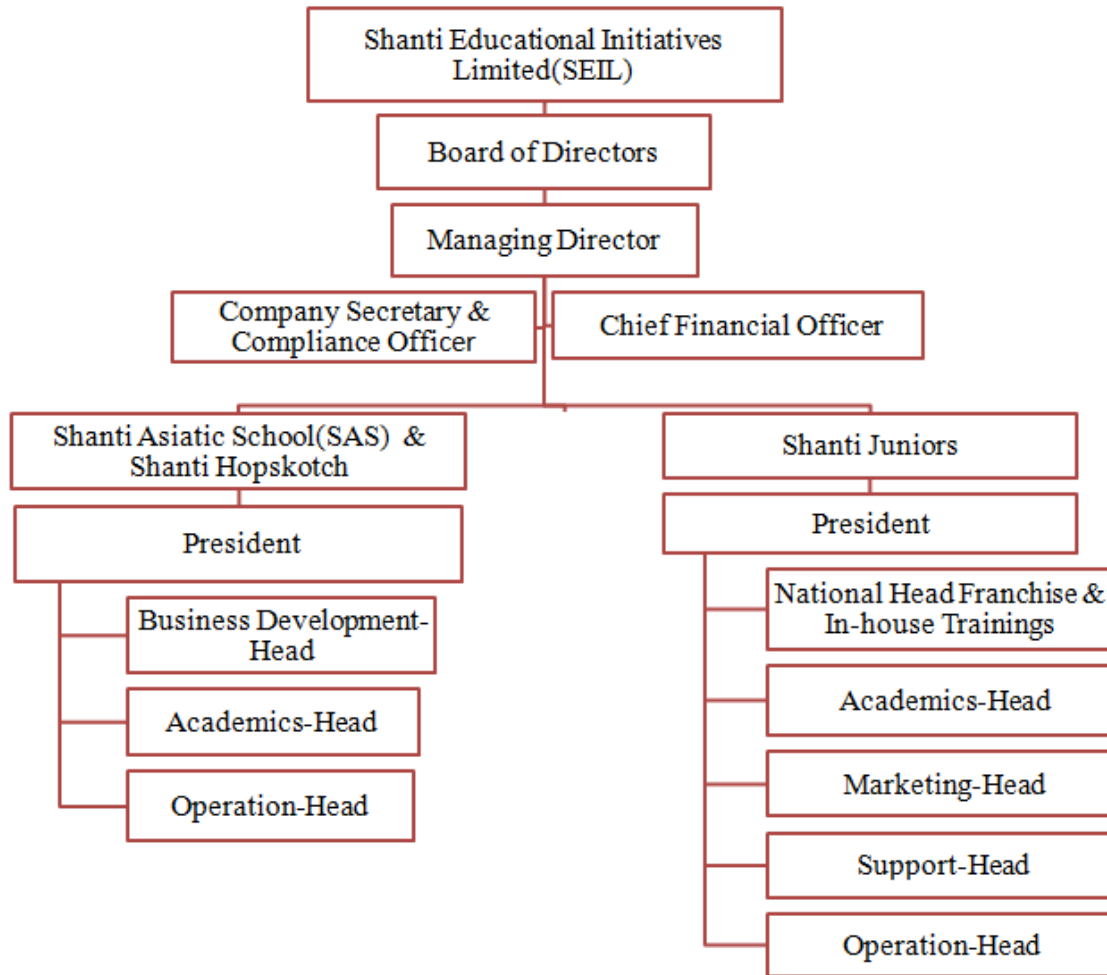 Shanti Educational Initiatives
Limited(SEIL)
Board of Directors
Managing Director
Company Secretary &
Compliance Officer
Chief Financial Officer
Shanti Asiatic School(SAS) &
Shanti Hopskotch
President
Business Development-
Head
Academics-Head
Operation-Head
Shanti Juniors
President
National Head Franchise &
In-house Trainings
Academics-Head
Marketing-Head
Support-Head
Operation-Head